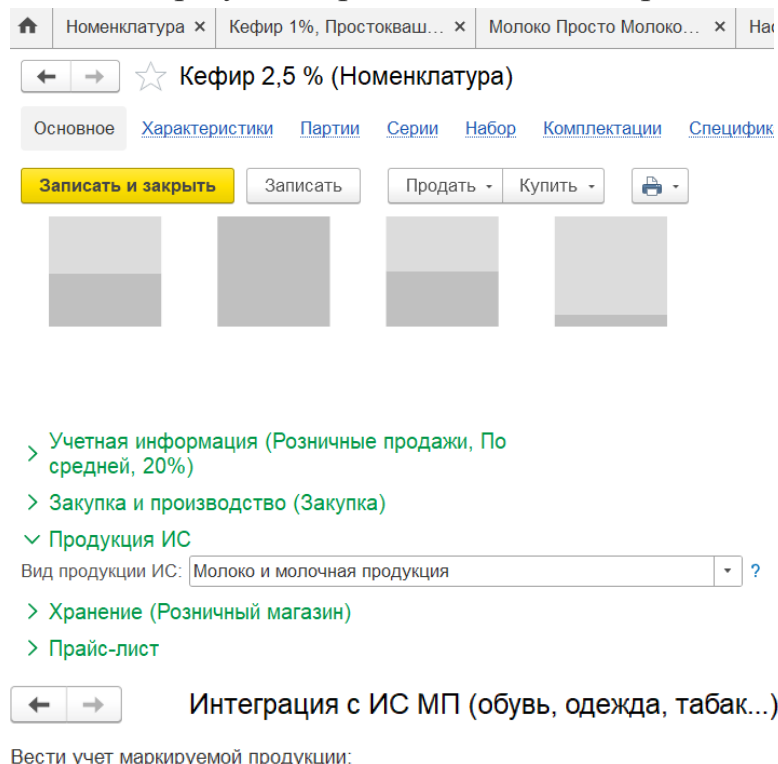 Номенклатура × Кефир 1%, Простокваш... × Молоко Просто Молоко... ×
Кефир 2,5 % (Номенклатура)
Основное Характеристики Партии Серии Набор Комплектации
Записать и закрыть Записать Продать Купить
Учетная информация (Розничные продажи, По
средней, 20%)
Закупка и производство (Закупка)
Продукция ИС
Вид продукции ИС: Молоко и молочная продукция ?
Хранение (Розничный магазин)
Прайс-лист
Интеграция с ИС МП (обувь, одежда, табак...)
Вести учет маркируемой продукции: